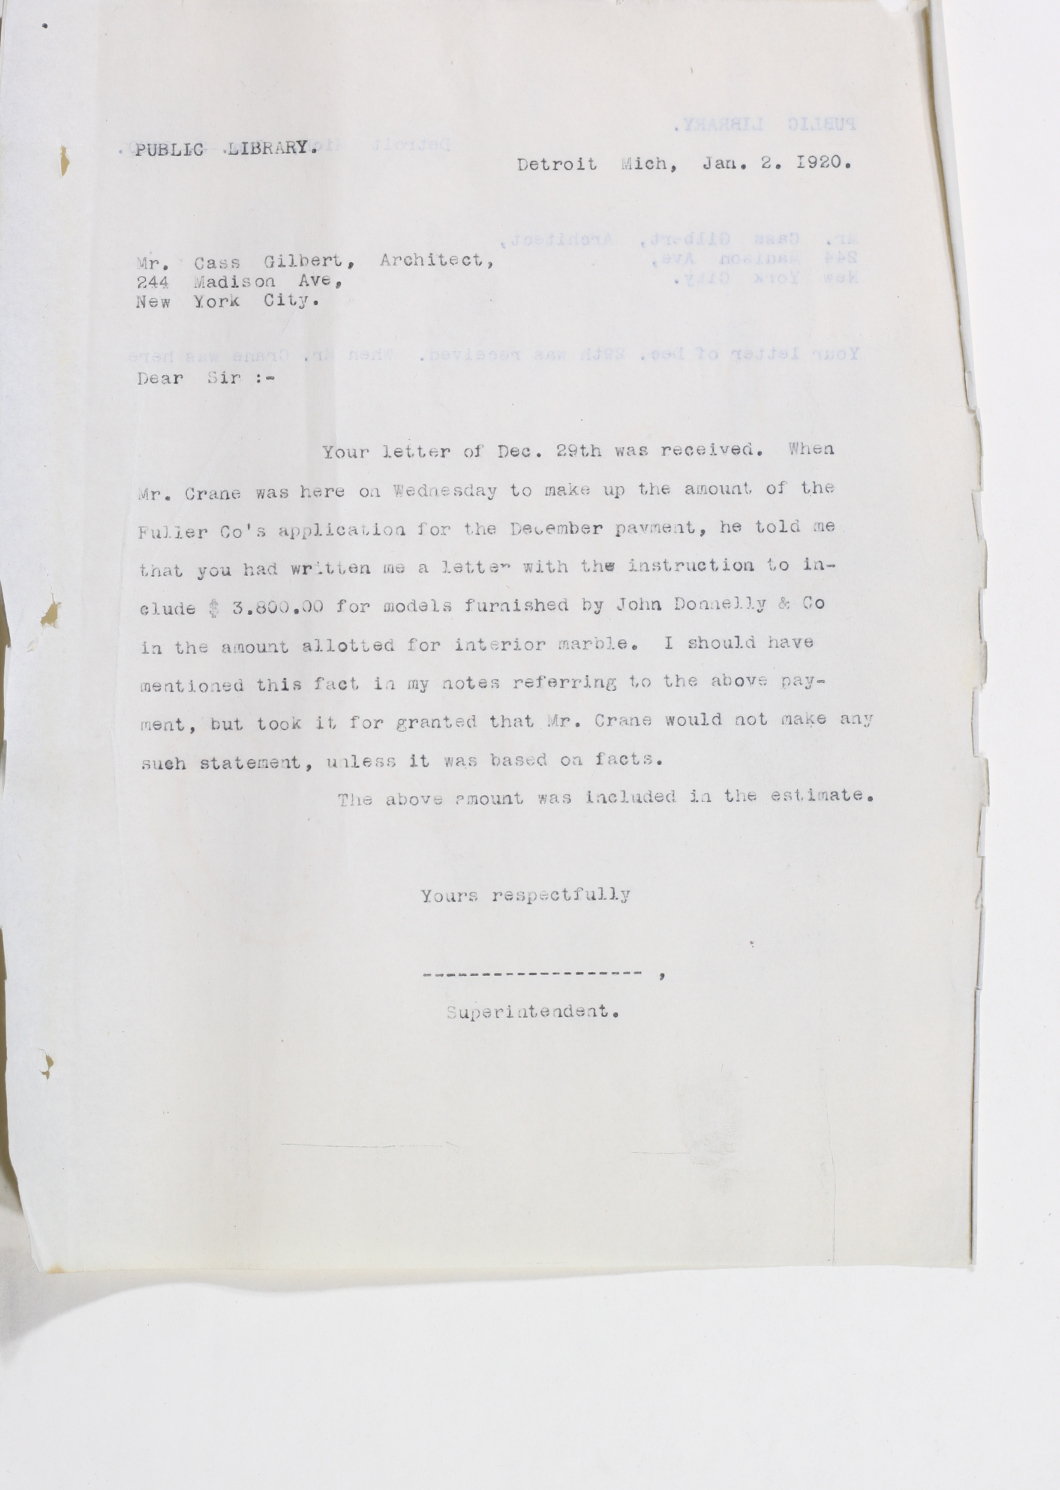 PUBLIC LIBRARY.
Detroit Mich, Jan. 2. 1920.
Mr. Cass Gilbert, Architect,
244 Madison Ave,
New York City.
Dear Sir :-
Your letter of Dec. 29th was received. When
Mr. Crane was here on Wednesday to make up the amount of the
Fuller Co's application for the December payment, he told me
that you had written me a letter with the instruction to in-
clude $ 3.800.00 for models furnished by John Donnelly & Co
in the amount allotted for interior marble. I should have
mentioned this fact in my notes referring to the above pay-
ment, but took it for granted that Mr. Crane would not make any
such statement, unless it was based on facts.
The above amount was included in the estimate.
Yours respectfully
------------------- ,
Superintendent.